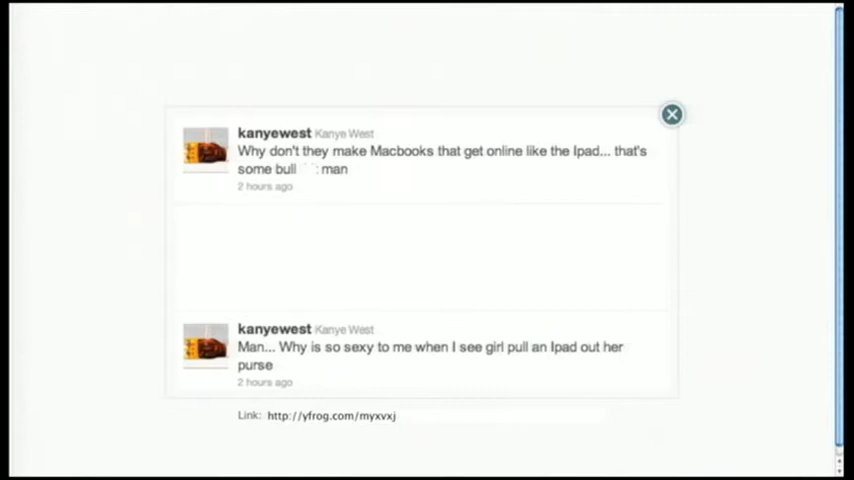 kanyewest Kanye West
Why don't they make Macbooks that get online like the Ipad... that's
some bull : man
2 hours ago
kanyewest Kanye West
Man... Why is so sexy to me when I see girl pull an Ipad out her
purse
2 hours ago
Link: http://yfrog.com/myxvxj